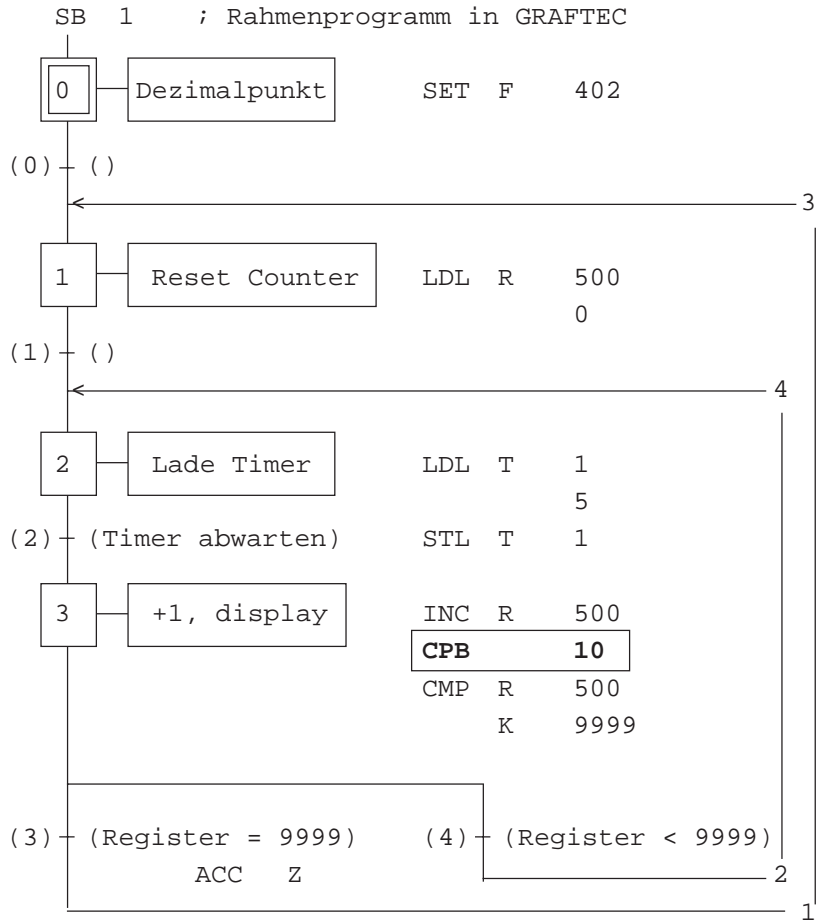 SB 1 ; Rahmenprogramm in GRAFTEC
0 Dezimalpunkt SET F 402
(0) ()
3
1 Reset Counter LDL R 500
0
(1) ()
4
2 Lade Timer LDL T 1
5
(2) (Timer abwarten) STL T 1
3 +1, display INC R 500
CPB 10
CMP R 500
K 9999
(3) (Register = 9999) (4) (Register < 9999)
ACC Z 2
1